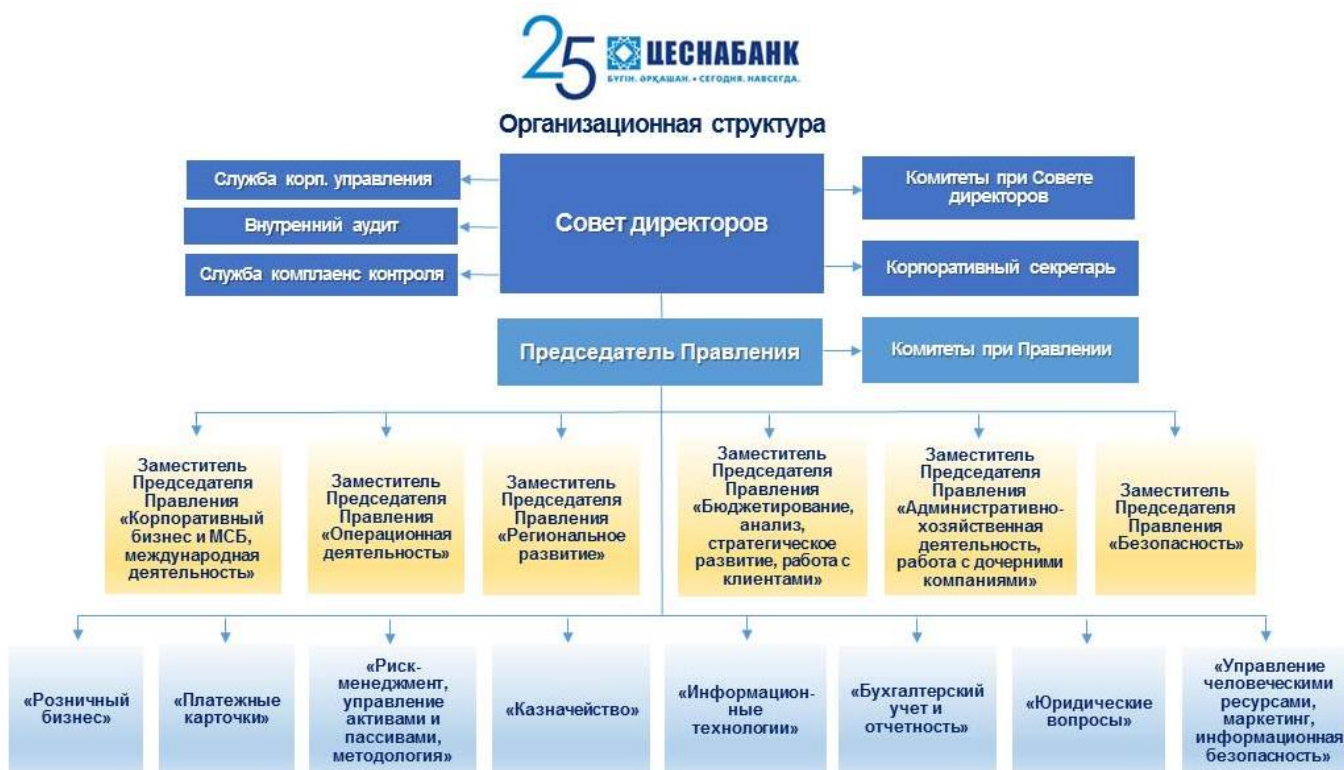 25 ЦЕСНАБАНК
БҮГІН. ӘРҚАШАН. • СЕГОДНЯ. НАВСЕГДА.
Организационная структура
Служба корп. управления
Внутренний аудит
Служба комплаенс контроля
Совет директоров
Комитеты при Совете
директоров
Корпоративный секретарь
Председатель Правления
Комитеты при Правлении
Заместитель
Председателя
Правления
«Корпоративный
бизнес и МСБ,
международная
деятельность»
Заместитель
Председателя
Правления
«Операционная
деятельность»
Заместитель
Председателя
Правления
«Региональное
развитие»
Заместитель
Председателя
Правления
«Бюджетирование,
анализ,
стратегическое
развитие, работа с
клиентами»
Заместитель
Председателя
Правления
«Административно-
хозяйственная
деятельность,
работа с дочерними
компаниями»
Заместитель
Председателя
Правления
«Безопасность»
«Розничный
бизнес»
«Платежные
карточки»
«Риск-
менеджмент,
управление
активами и
пассивами,
методология»
«Казначейство»
«Информацион-
ные
технологии»
«Бухгалтерский
учет и
отчетность»
«Юридические
вопросы»
«Управление
человеческими
ресурсами,
маркетинг,
информационная
безопасность»